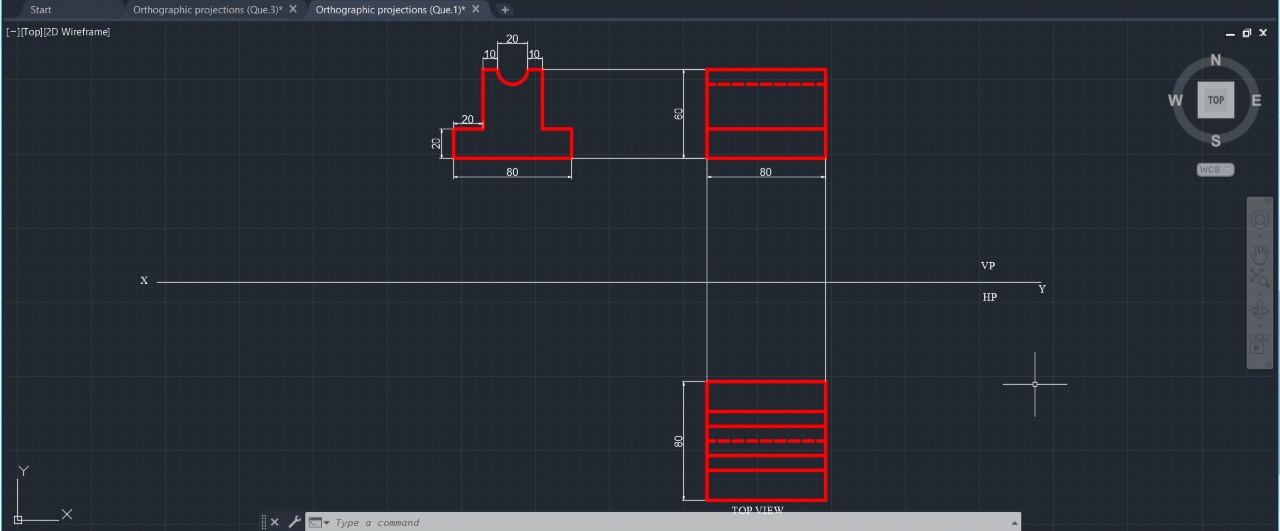 Start
Orthographic projections (Que.3)*
Orthographic projections (Que.1)*
[−][Top][2D Wireframe]
N
W
TOP
E
S
WCS
20
10
10
20
20
80
60
80
X
VP
Y
HP
80
TOP VIEW
Y
X
Type a command